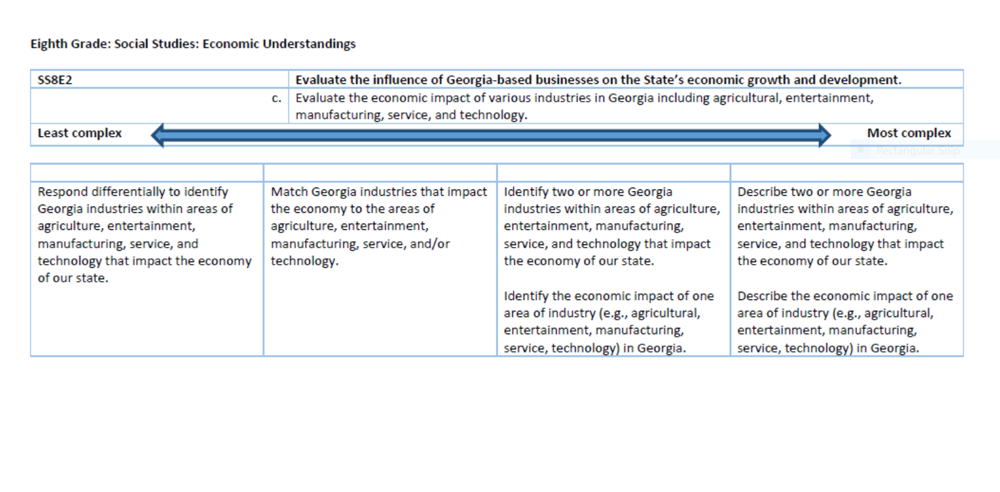 Eighth Grade: Social Studies: Economic Understandings
SS8E2
Evaluate the influence of Georgia-based businesses on the State's economic growth and development.
c.
Evaluate the economic impact of various industries in Georgia including agricultural, entertainment,
manufacturing, service, and technology.
Least complex
Most complex
Rectangular Snip
Respond differentially to identify
Georgia industries within areas of
agriculture, entertainment,
manufacturing, service, and
technology that impact the economy
of our state.
Match Georgia industries that impact
the economy to the areas of
agriculture, entertainment,
manufacturing, service, and/or
technology.
Identify two or more Georgia
industries within areas of agriculture,
entertainment, manufacturing,
service, and technology that impact
the economy of our state.
Identify the economic impact of one
area of industry (e.g., agricultural,
entertainment, manufacturing,
service, technology) in Georgia.
Describe two or more Georgia
industries within areas of agriculture,
entertainment, manufacturing,
service, and technology that impact
the economy of our state.
Describe the economic impact of one
area of industry (e.g., agricultural,
entertainment, manufacturing,
service, technology) in Georgia.